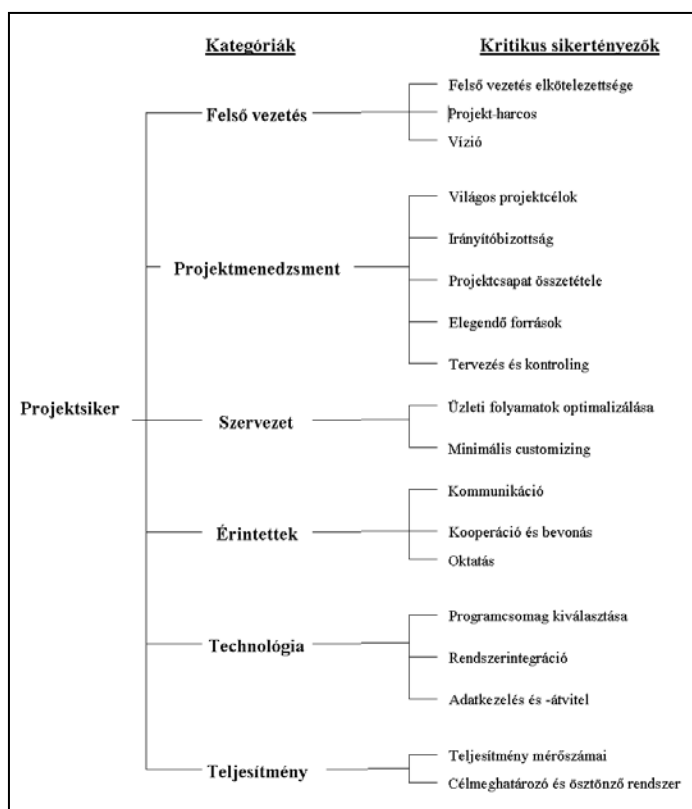 Kategóriák
Kritikus sikertényezők
Felső vezetés
Felső vezetés elkötelezettsége
Projekt-harcos
Vízió
Projektmenedzsment
Világos projektcélok
Irányítóbizottság
Projektcsapat összetétele
Elegendő források
Tervezés és kontroling
Projektsiker
Szervezet
Üzleti folyamatok optimalizálása
Minimális customizing
Érintettek
Kommunikáció
Kooperáció és bevonás
Oktatás
Technológia
Programcsomag kiválasztása
Rendszerintegráció
Adatkezelés és -átvitel
Teljesítmény
Teljesítmény mérőszámai
Célmeghatározó és ösztönző rendszer